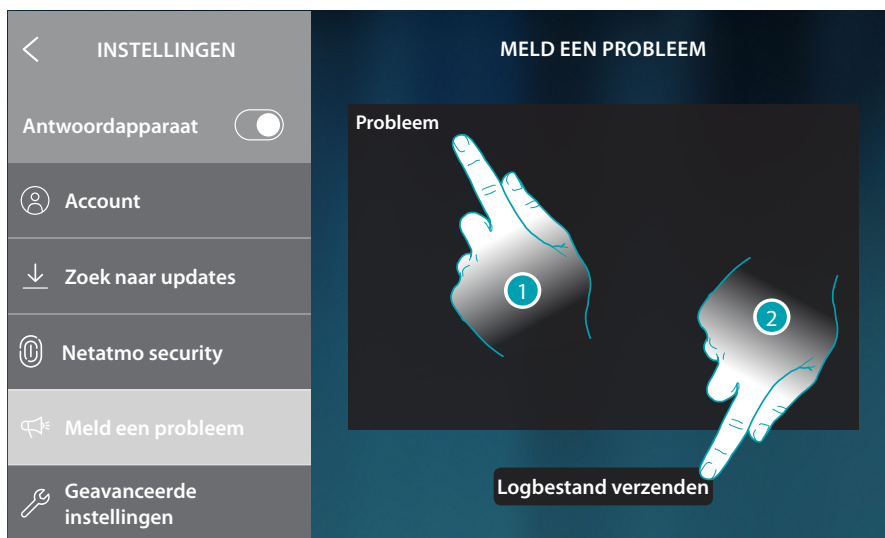 INSTELLINGEN
Antwoordapparaat
Account
Zoek naar updates
Netatmo security
Meld een probleem
Geavanceerde
instellingen
MELD EEN PROBLEEM
Probleem
1
2
Logbestand verzenden